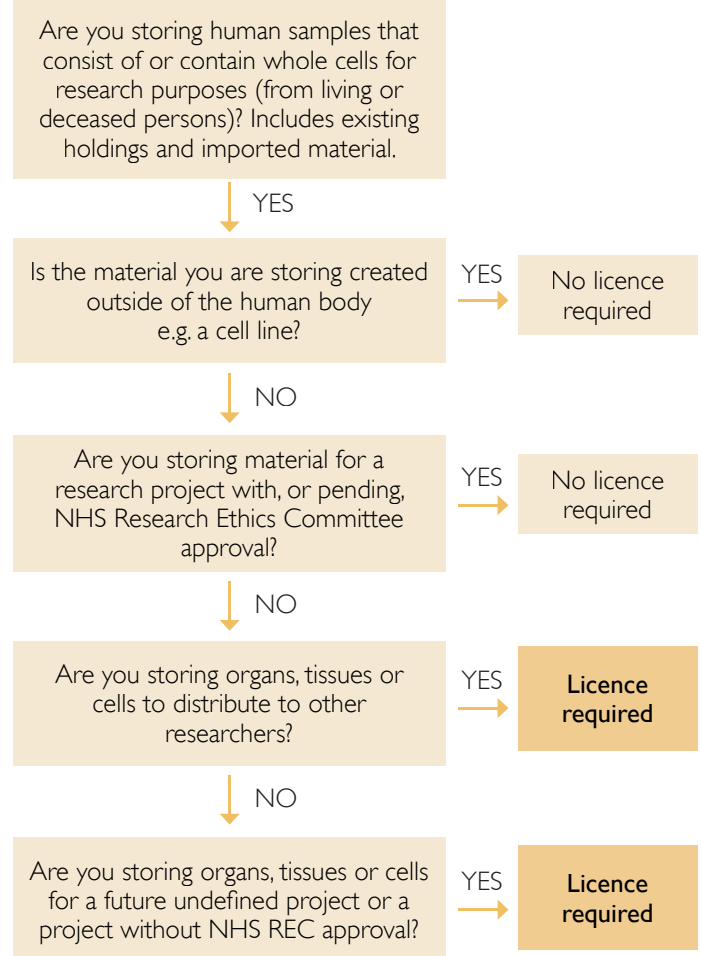 Are you storing human samples that
consist of or contain whole cells for
research purposes (from living or
deceased persons)? Includes existing
holdings and imported material.
YES
Is the material you are storing created
outside of the human body
e.g. a cell line?
YES
No licence
required
NO
Are you storing material for a
research project with, or pending,
NHS Research Ethics Committee
approval?
YES
No licence
required
NO
Are you storing organs, tissues or
cells to distribute to other
researchers?
YES
Licence
required
NO
Are you storing organs, tissues or cells
for a future undefined project or a
project without NHS REC approval?
YES
Licence
required